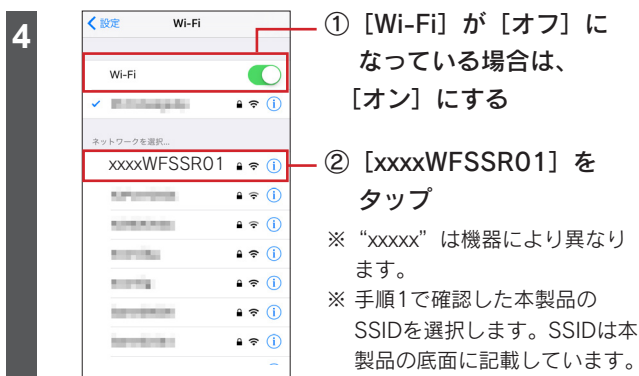 4
設定 Wi-Fi
Wi-Fi
ネットワークを選択...
xxxxWFSSR01
① [Wi-Fi] が [オフ] に
なっている場合は、
[オン] にする
② [xxxxWFSSR01] を
タップ
※ “xxxxx” は機器により異なり
ます。
※ 手順1で確認した本製品の
SSIDを選択します。SSIDは本
製品の底面に記載しています。